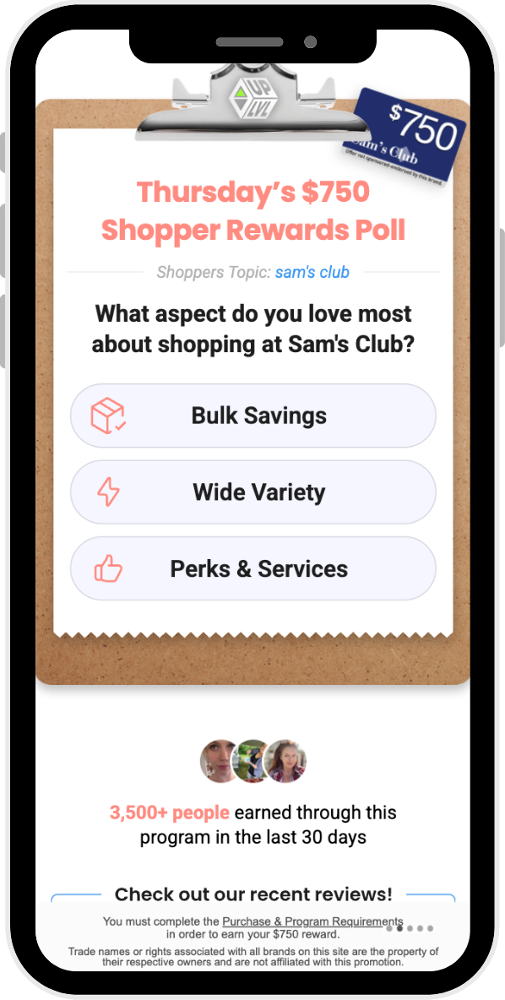 UP
LVL
$750
Sam's Club
Offer not sponsored-endorsed by this brand.
Thursday’s $750
Shopper Rewards Poll
Shoppers Topic: sam's club
What aspect do you love most
about shopping at Sam's Club?
Bulk Savings
Wide Variety
Perks & Services
3,500+ people earned through this
program in the last 30 days
Check out our recent reviews!
You must complete the Purchase & Program Requirements
in order to earn your $750 reward.
Trade names or rights associated with all brands on this site are the property of
their respective owners and are not affiliated with this promotion.